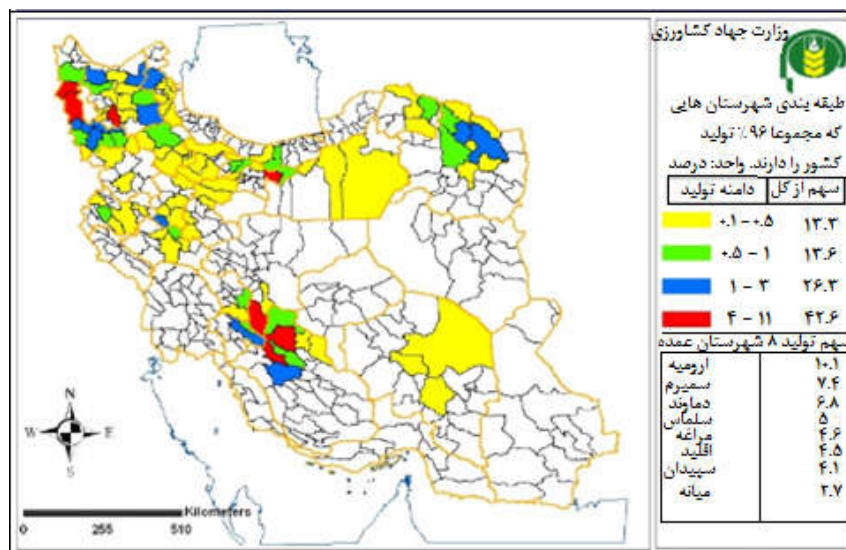 وزارت جهاد کشاورزی
طبقه بندی شهرستان هایی
که مجموعا ۹۶٪ تولید
کشور را دارند. واحد: درصد
دامنه تولید سهم از کل
۰.۱ – ۰.۵ ۱۳.۳
۰.۵ – ۱ ۱۳.۶
۱ – ۳ ۲۶.۳
۴ – ۱۱ ۴۲.۶
سهم تولید ۸ شهرستان عمده
ارومیه ۱۰.۱
سمیرم ۷.۴
دماوند ۶.۸
سلماس ۵
مراغه ۴.۶
اقلید ۴.۵
سپیدان ۴.۱
میانه ۲.۷
N
W E
S
Kilometers
0 255 510